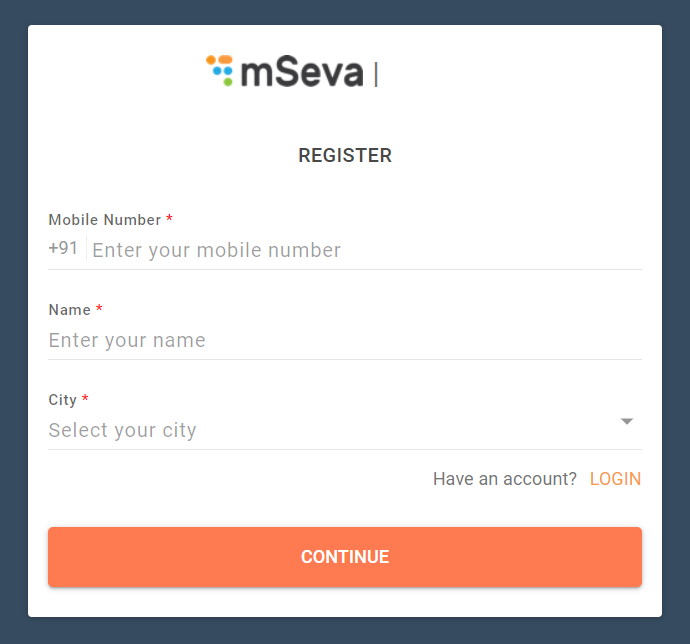 mSeva |
REGISTER
Mobile Number *
+91 Enter your mobile number
Name *
Enter your name
City *
Select your city
Have an account? LOGIN
CONTINUE